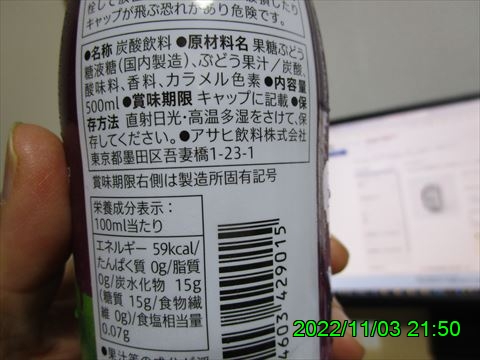 栓して放
キャップが飛ぶ恐れがあり危険です。
●名称 炭酸飲料 ●原材料名 果糖ぶどう
糖液糖(国内製造)、ぶどう果汁／炭酸、
酸味料、香料、カラメル色素 ●内容量
500ml ●賞味期限 キャップに記載 ●保
存方法 直射日光・高温多湿をさけて、保
存してください。●アサヒ飲料株式会社
東京都墨田区吾妻橋1-23-1
賞味期限右側は製造所固有記号
栄養成分表示：
100ml当たり
エネルギー 59kcal/
たんぱく質 0g/脂質
0g/炭水化物 15g
(糖質 15g/食物繊
維 0g)/食塩相当量
0.07g
4603429015
2022/11/03 21:50